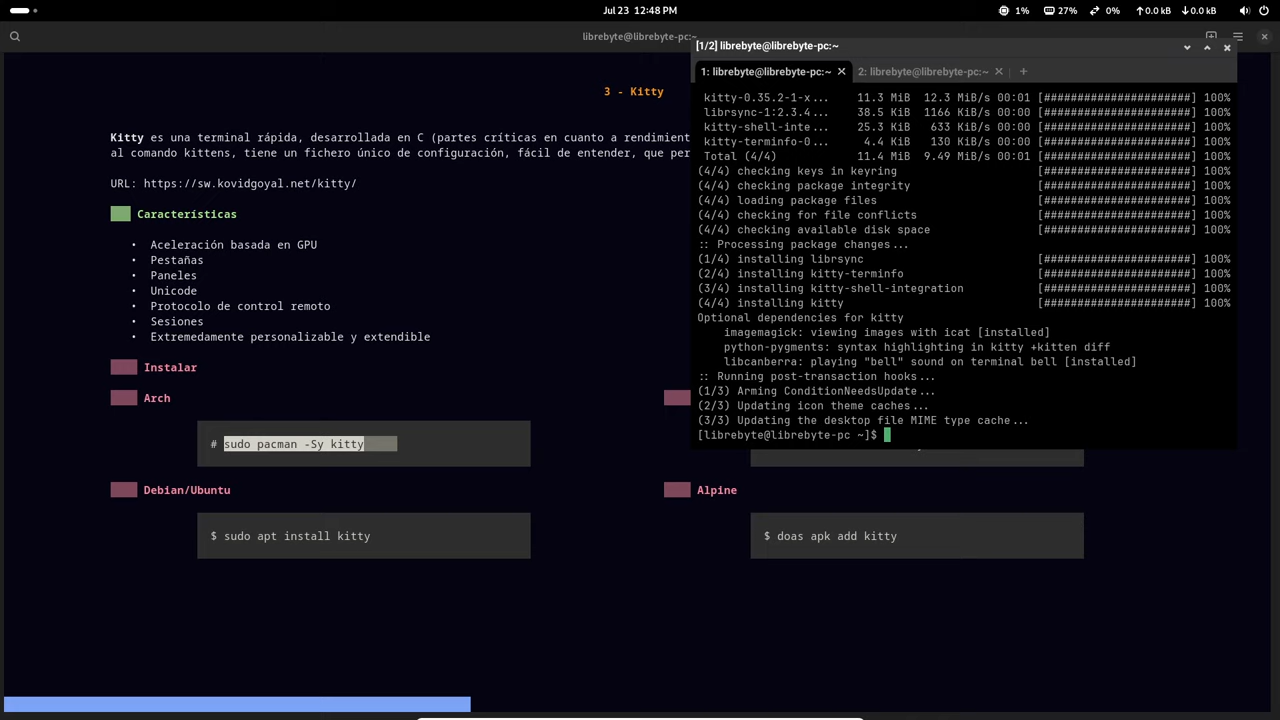 Jul 23 12:48 PM
1% 27% 0% ↑0.0 kB ↓0.0 kB
librebyte@librebyte-pc:~
3 - Kitty
Kitty es una terminal rápida, desarrollada en C (partes críticas en cuanto a rendimient
al comando kittens, tiene un fichero único de configuración, fácil de entender, que per
URL: https://sw.kovidgoyal.net/kitty/
Características
• Aceleración basada en GPU
• Pestañas
• Paneles
• Unicode
• Protocolo de control remoto
• Sesiones
• Extremedamente personalizable y extendible
Instalar
Arch
# sudo pacman -Sy kitty
Debian/Ubuntu
$ sudo apt install kitty
Alpine
$ doas apk add kitty
[1/2] librebyte@librebyte-pc:~
1: librebyte@librebyte-pc:~ 2: librebyte@librebyte-pc:~
kitty-0.35.2-1-x... 11.3 MiB 12.3 MiB/s 00:01 [######################] 100%
librsync-1:2.3.4... 38.5 KiB 1166 KiB/s 00:00 [######################] 100%
kitty-shell-inte... 25.3 KiB 633 KiB/s 00:00 [######################] 100%
kitty-terminfo-0... 4.4 KiB 130 KiB/s 00:00 [######################] 100%
Total (4/4) 11.4 MiB 9.49 MiB/s 00:01 [######################] 100%
(4/4) checking keys in keyring [######################] 100%
(4/4) checking package integrity [######################] 100%
(4/4) loading package files [######################] 100%
(4/4) checking for file conflicts [######################] 100%
(4/4) checking available disk space [######################] 100%
:: Processing package changes...
(1/4) installing librsync [######################] 100%
(2/4) installing kitty-terminfo [######################] 100%
(3/4) installing kitty-shell-integration [######################] 100%
(4/4) installing kitty [######################] 100%
Optional dependencies for kitty
imagemagick: viewing images with icat [installed]
python-pygments: syntax highlighting in kitty +kitten diff
libcanberra: playing "bell" sound on terminal bell [installed]
:: Running post-transaction hooks...
(1/3) Arming ConditionNeedsUpdate...
(2/3) Updating icon theme caches...
(3/3) Updating the desktop file MIME type cache...
[librebyte@librebyte-pc ~]$